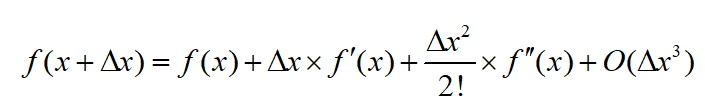 f(x + Δx) = f(x) + Δx × f′(x) + Δx²/2! × f″(x) + O(Δx³)